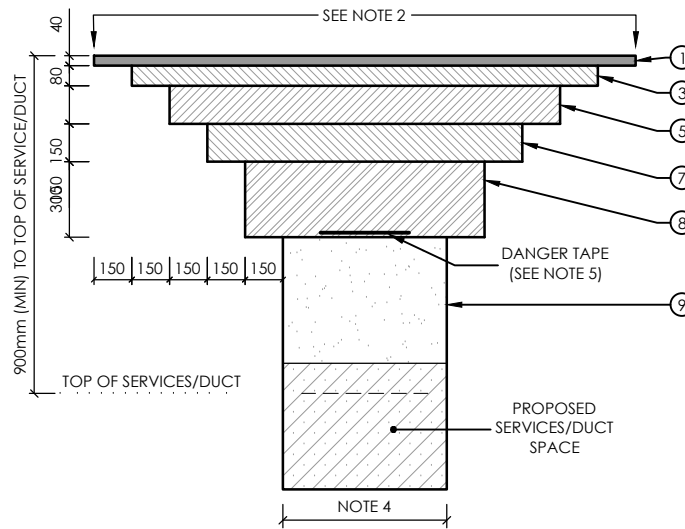 SEE NOTE 2
40
1
80
3
5
150
7
8
DANGER TAPE
(SEE NOTE 5)
150 150 150 150 150
9
900mm (MIN) TO TOP OF SERVICE/DUCT
TOP OF SERVICES/DUCT
PROPOSED
SERVICES/DUCT
SPACE
NOTE 4